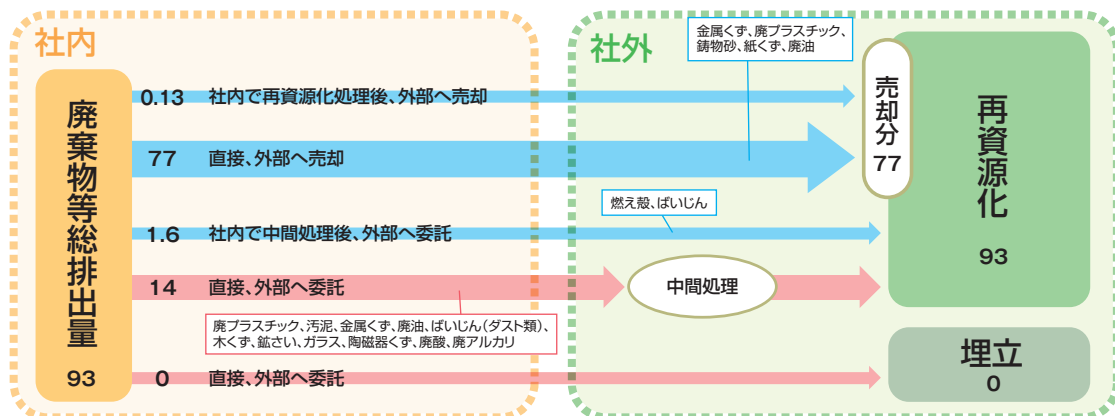 社内
社外
金属くず、廃プラスチック、
鋳物砂、紙くず、廃油
廃棄物等総排出量
93
0.13 社内で再資源化処理後、外部へ売却
77 直接、外部へ売却
売却分
77
再資源化
93
燃え殻、ばいじん
1.6 社内で中間処理後、外部へ委託
14 直接、外部へ委託
中間処理
廃プラスチック、汚泥、金属くず、廃油、ばいじん（ダスト類）、
木くず、鉱さい、ガラス、陶磁器くず、廃酸、廃アルカリ
0 直接、外部へ委託
埋立
0